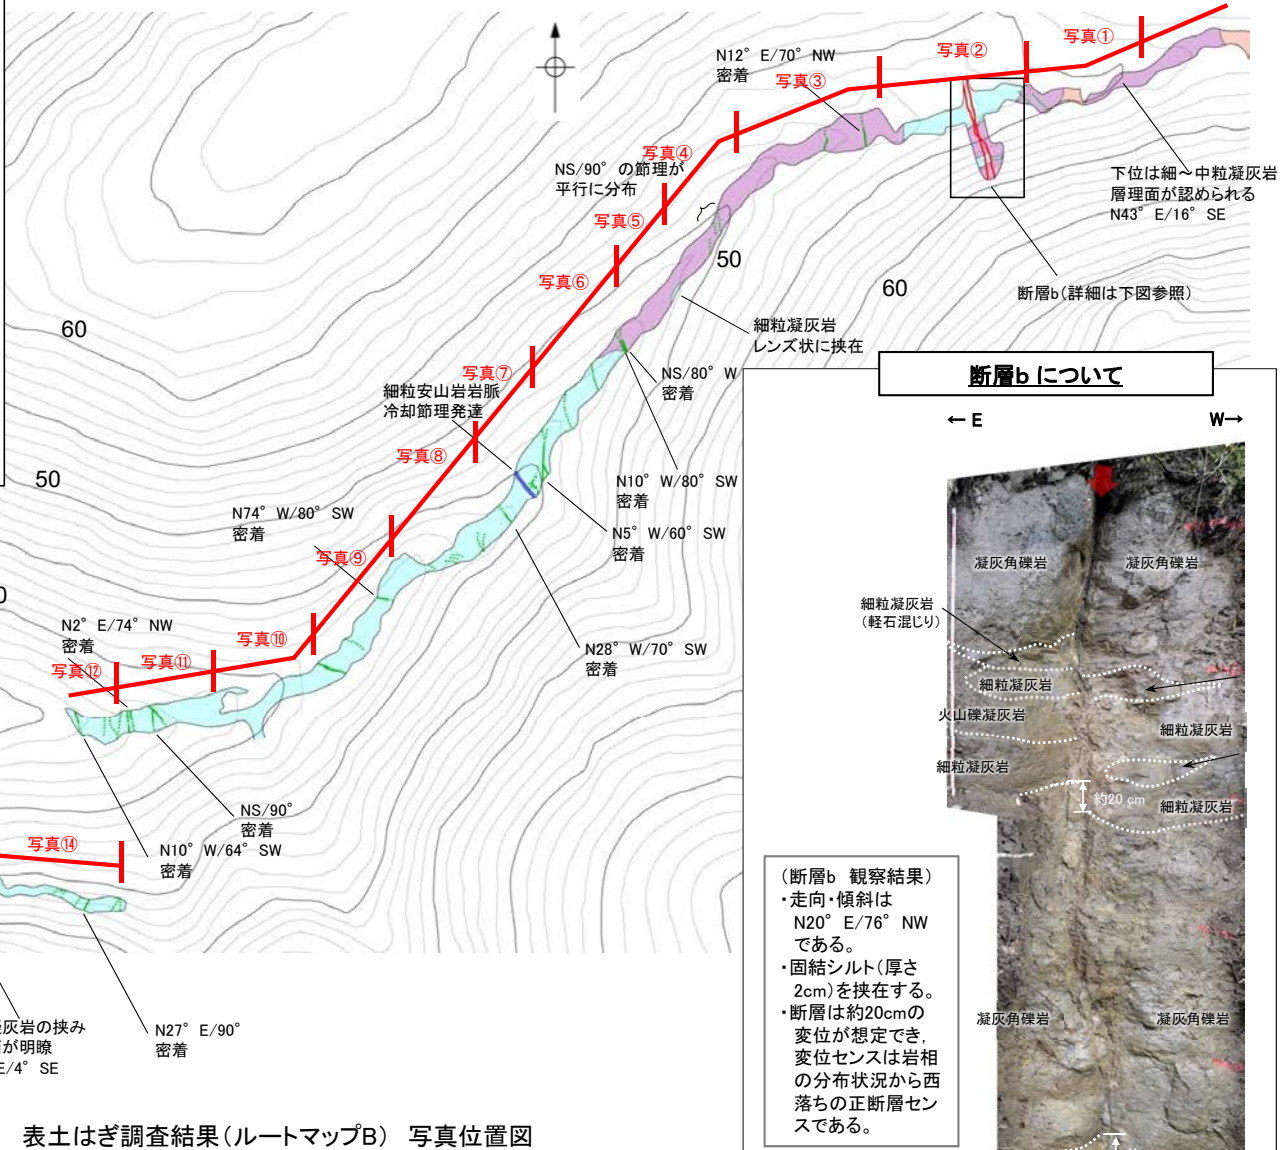 写真①
写真②
N12° E/70° NW
密着
写真③
写真④
NS/90° の節理が
平行に分布
写真⑤
下位は細～中粒凝灰岩
層理面が認められる
N43° E/16° SE
50
写真⑥
60
断層b(詳細は下図参照)
60
細粒凝灰岩
レンズ状に挟在
写真⑦
NS/80° W
密着
細粒安山岩岩脈
冷却節理発達
写真⑧
50
N10° W/80° SW
密着
N74° W/80° SW
密着
N5° W/60° SW
密着
写真⑨
0
N2° E/74° NW
密着
写真⑩
写真⑪
写真⑫
N28° W/70° SW
密着
NS/90°
密着
写真⑭
N10° W/64° SW
密着
灰岩の挟み
が明瞭
E/4° SE
N27° E/90°
密着
表土はぎ調査結果(ルートマップB) 写真位置図
断層b について
← E
W→
凝灰角礫岩
凝灰角礫岩
細粒凝灰岩
(軽石混じり)
細粒凝灰岩
火山礫凝灰岩
細粒凝灰岩
細粒凝灰岩
約20 cm
細粒凝灰岩
凝灰角礫岩
凝灰角礫岩
(断層b 観察結果)
・走向・傾斜は
N20° E/76° NW
である。
・固結シルト(厚さ
2cm)を挟在する。
・断層は約20cmの
変位が想定でき,
変位センスは岩相
の分布状況から西
落ちの正断層セン
スである。